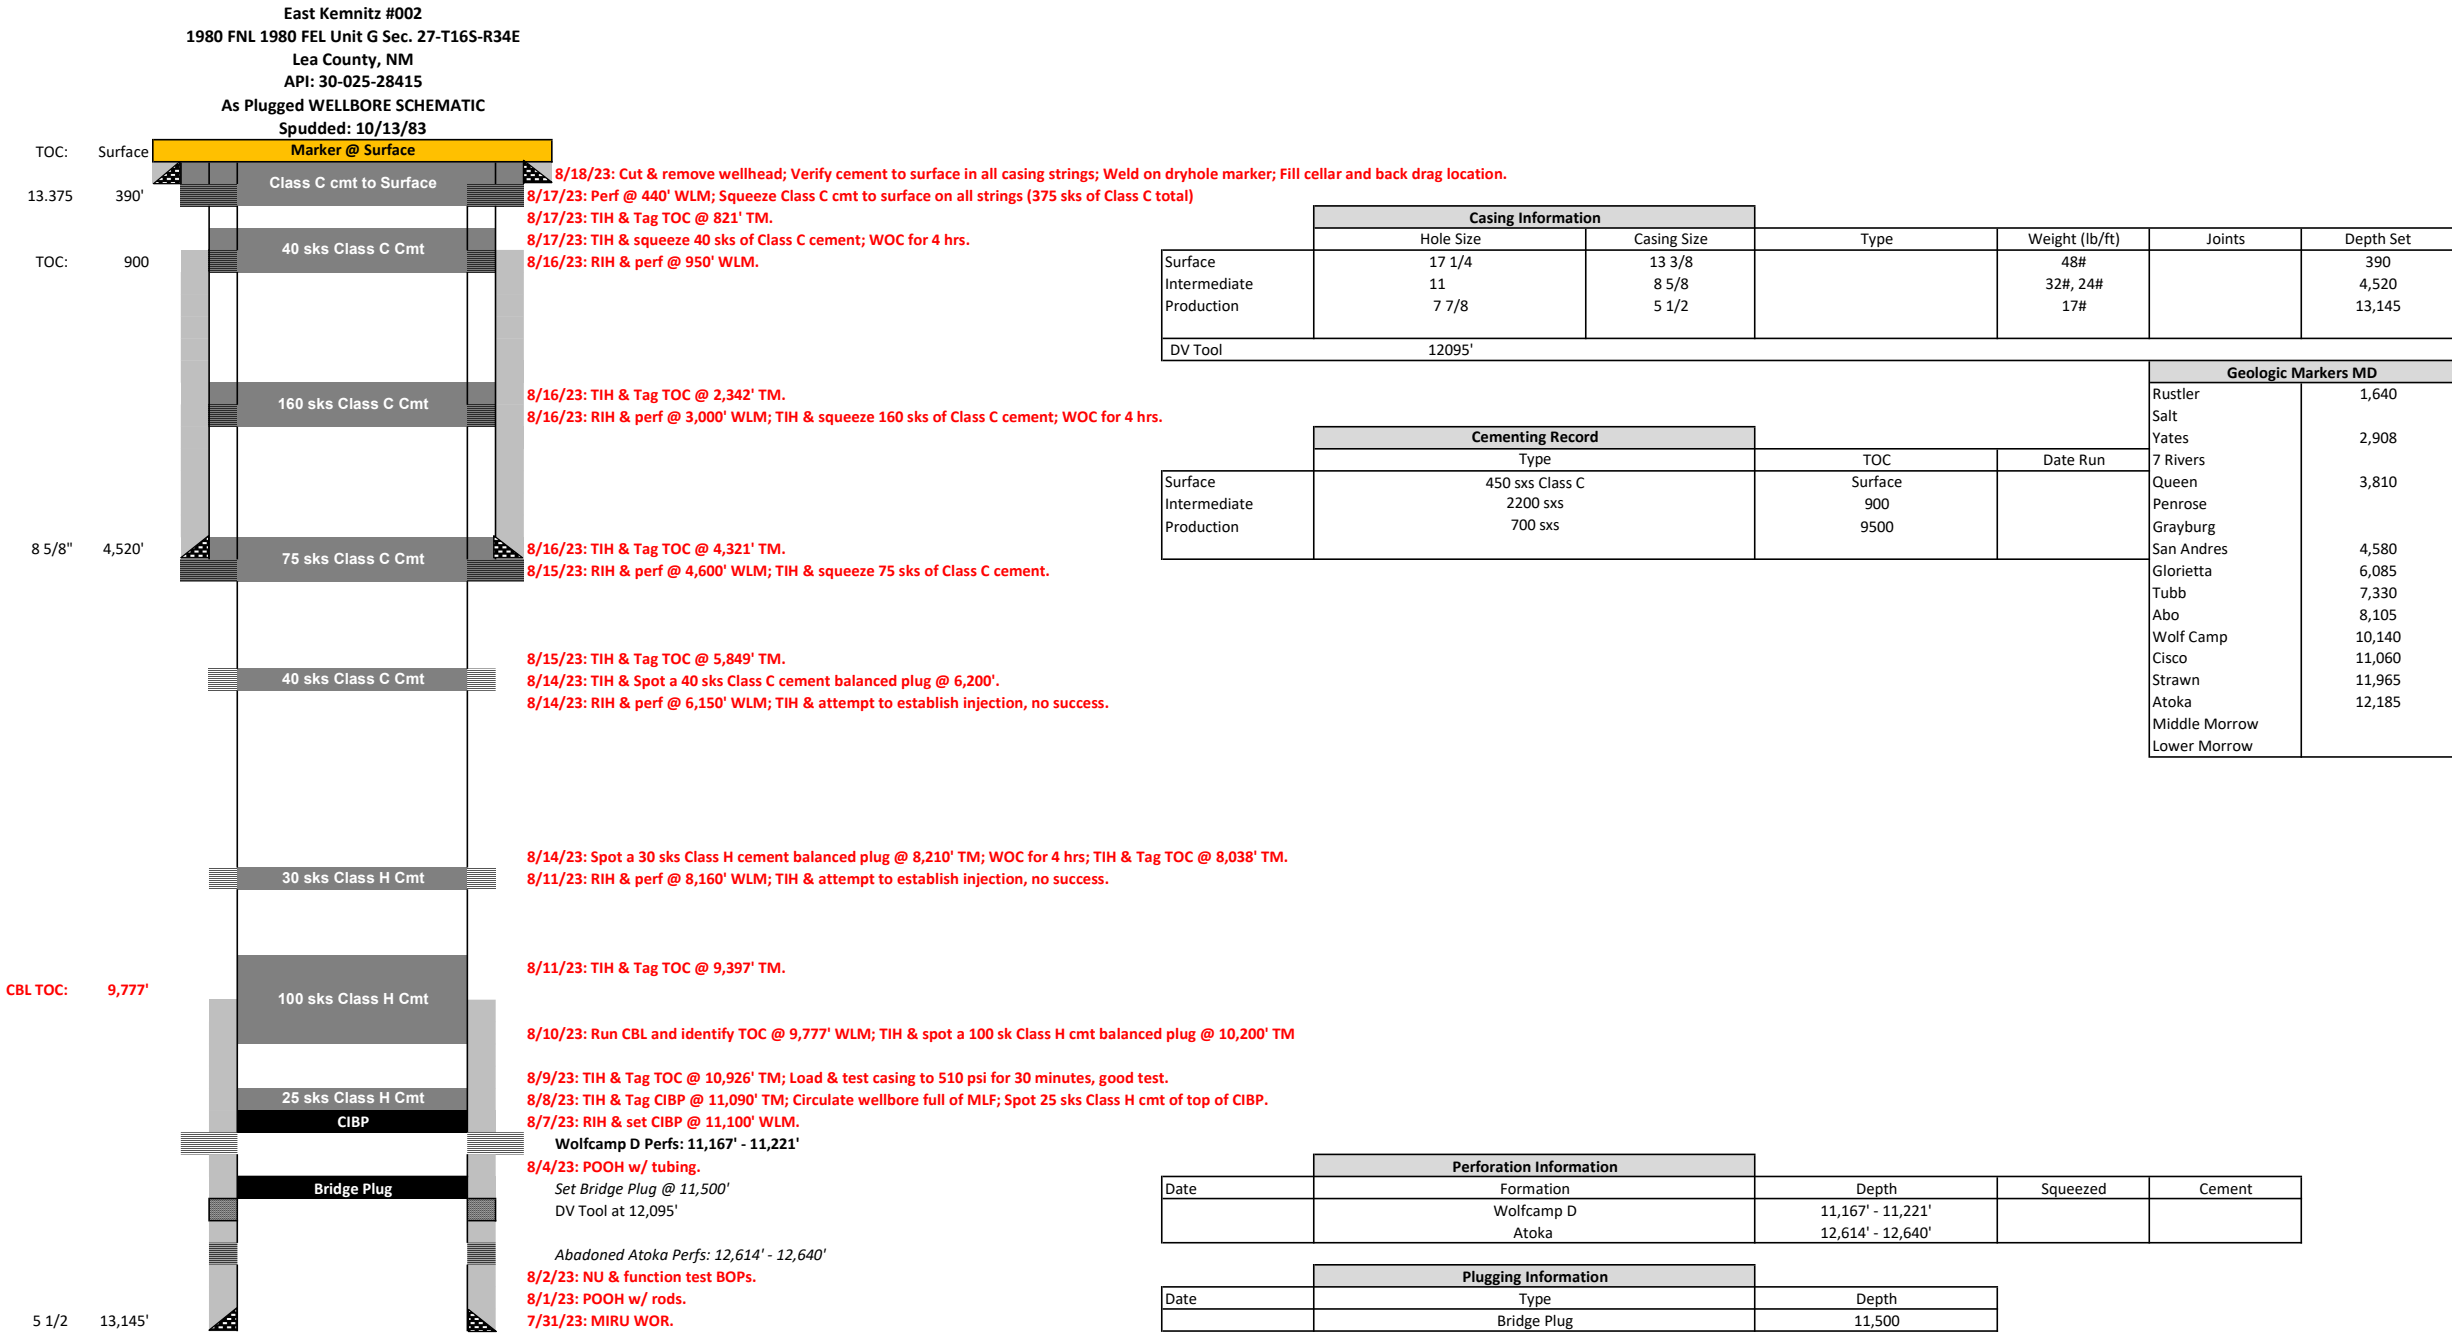 East Kemnitz #002
1980 FNL 1980 FEL Unit G Sec. 27-T16S-R34E
Lea County, NM
API: 30-025-28415
As Plugged WELLBORE SCHEMATIC
Spudded: 10/13/83
TOC: Surface
Marker @ Surface
8/18/23: Cut & remove wellhead; Verify cement to surface in all casing strings; Weld on dryhole marker; Fill cellar and back drag location.
Class C cmt to Surface
13.375 390'
8/17/23: Perf @ 440' WLM; Squeeze Class C cmt to surface on all strings (375 sks of Class C total)
8/17/23: TIH & Tag TOC @ 821' TM.
8/17/23: TIH & squeeze 40 sks of Class C cement; WOC for 4 hrs.
40 sks Class C Cmt
TOC: 900
8/16/23: RIH & perf @ 950' WLM.
8/16/23: TIH & Tag TOC @ 2,342' TM.
160 sks Class C Cmt
8/16/23: RIH & perf @ 3,000' WLM; TIH & squeeze 160 sks of Class C cement; WOC for 4 hrs.
8 5/8" 4,520'
8/16/23: TIH & Tag TOC @ 4,321' TM.
75 sks Class C Cmt
8/15/23: RIH & perf @ 4,600' WLM; TIH & squeeze 75 sks of Class C cement.
8/15/23: TIH & Tag TOC @ 5,849' TM.
40 sks Class C Cmt
8/14/23: TIH & Spot a 40 sks Class C cement balanced plug @ 6,200'.
8/14/23: RIH & perf @ 6,150' WLM; TIH & attempt to establish injection, no success.
8/14/23: Spot a 30 sks Class H cement balanced plug @ 8,210' TM; WOC for 4 hrs; TIH & Tag TOC @ 8,038' TM.
30 sks Class H Cmt
8/11/23: RIH & perf @ 8,160' WLM; TIH & attempt to establish injection, no success.
8/11/23: TIH & Tag TOC @ 9,397' TM.
CBL TOC: 9,777'
100 sks Class H Cmt
8/10/23: Run CBL and identify TOC @ 9,777' WLM; TIH & spot a 100 sk Class H cmt balanced plug @ 10,200' TM
8/9/23: TIH & Tag TOC @ 10,926' TM; Load & test casing to 510 psi for 30 minutes, good test.
25 sks Class H Cmt
8/8/23: TIH & Tag CIBP @ 11,090' TM; Circulate wellbore full of MLF; Spot 25 sks Class H cmt of top of CIBP.
CIBP
8/7/23: RIH & set CIBP @ 11,100' WLM.
Wolfcamp D Perfs: 11,167' - 11,221'
8/4/23: POOH w/ tubing.
Bridge Plug
Set Bridge Plug @ 11,500'
DV Tool at 12,095'
Abadoned Atoka Perfs: 12,614' - 12,640'
8/2/23: NU & function test BOPs.
8/1/23: POOH w/ rods.
5 1/2 13,145'
7/31/23: MIRU WOR.
Casing Information
Hole Size Casing Size Type Weight (lb/ft) Joints Depth Set
Surface 17 1/4 13 3/8 48# 390
Intermediate 11 8 5/8 32#, 24# 4,520
Production 7 7/8 5 1/2 17# 13,145
DV Tool 12095'
Geologic Markers MD
Rustler 1,640
Salt
Yates 2,908
7 Rivers
Queen 3,810
Penrose
Grayburg
San Andres 4,580
Glorietta 6,085
Tubb 7,330
Abo 8,105
Wolf Camp 10,140
Cisco 11,060
Strawn 11,965
Atoka 12,185
Middle Morrow
Lower Morrow
Cementing Record
Type TOC Date Run
Surface 450 sxs Class C Surface
Intermediate 2200 sxs 900
Production 700 sxs 9500
Perforation Information
Date Formation Depth Squeezed Cement
Wolfcamp D 11,167' - 11,221'
Atoka 12,614' - 12,640'
Plugging Information
Date Type Depth
Bridge Plug 11,500